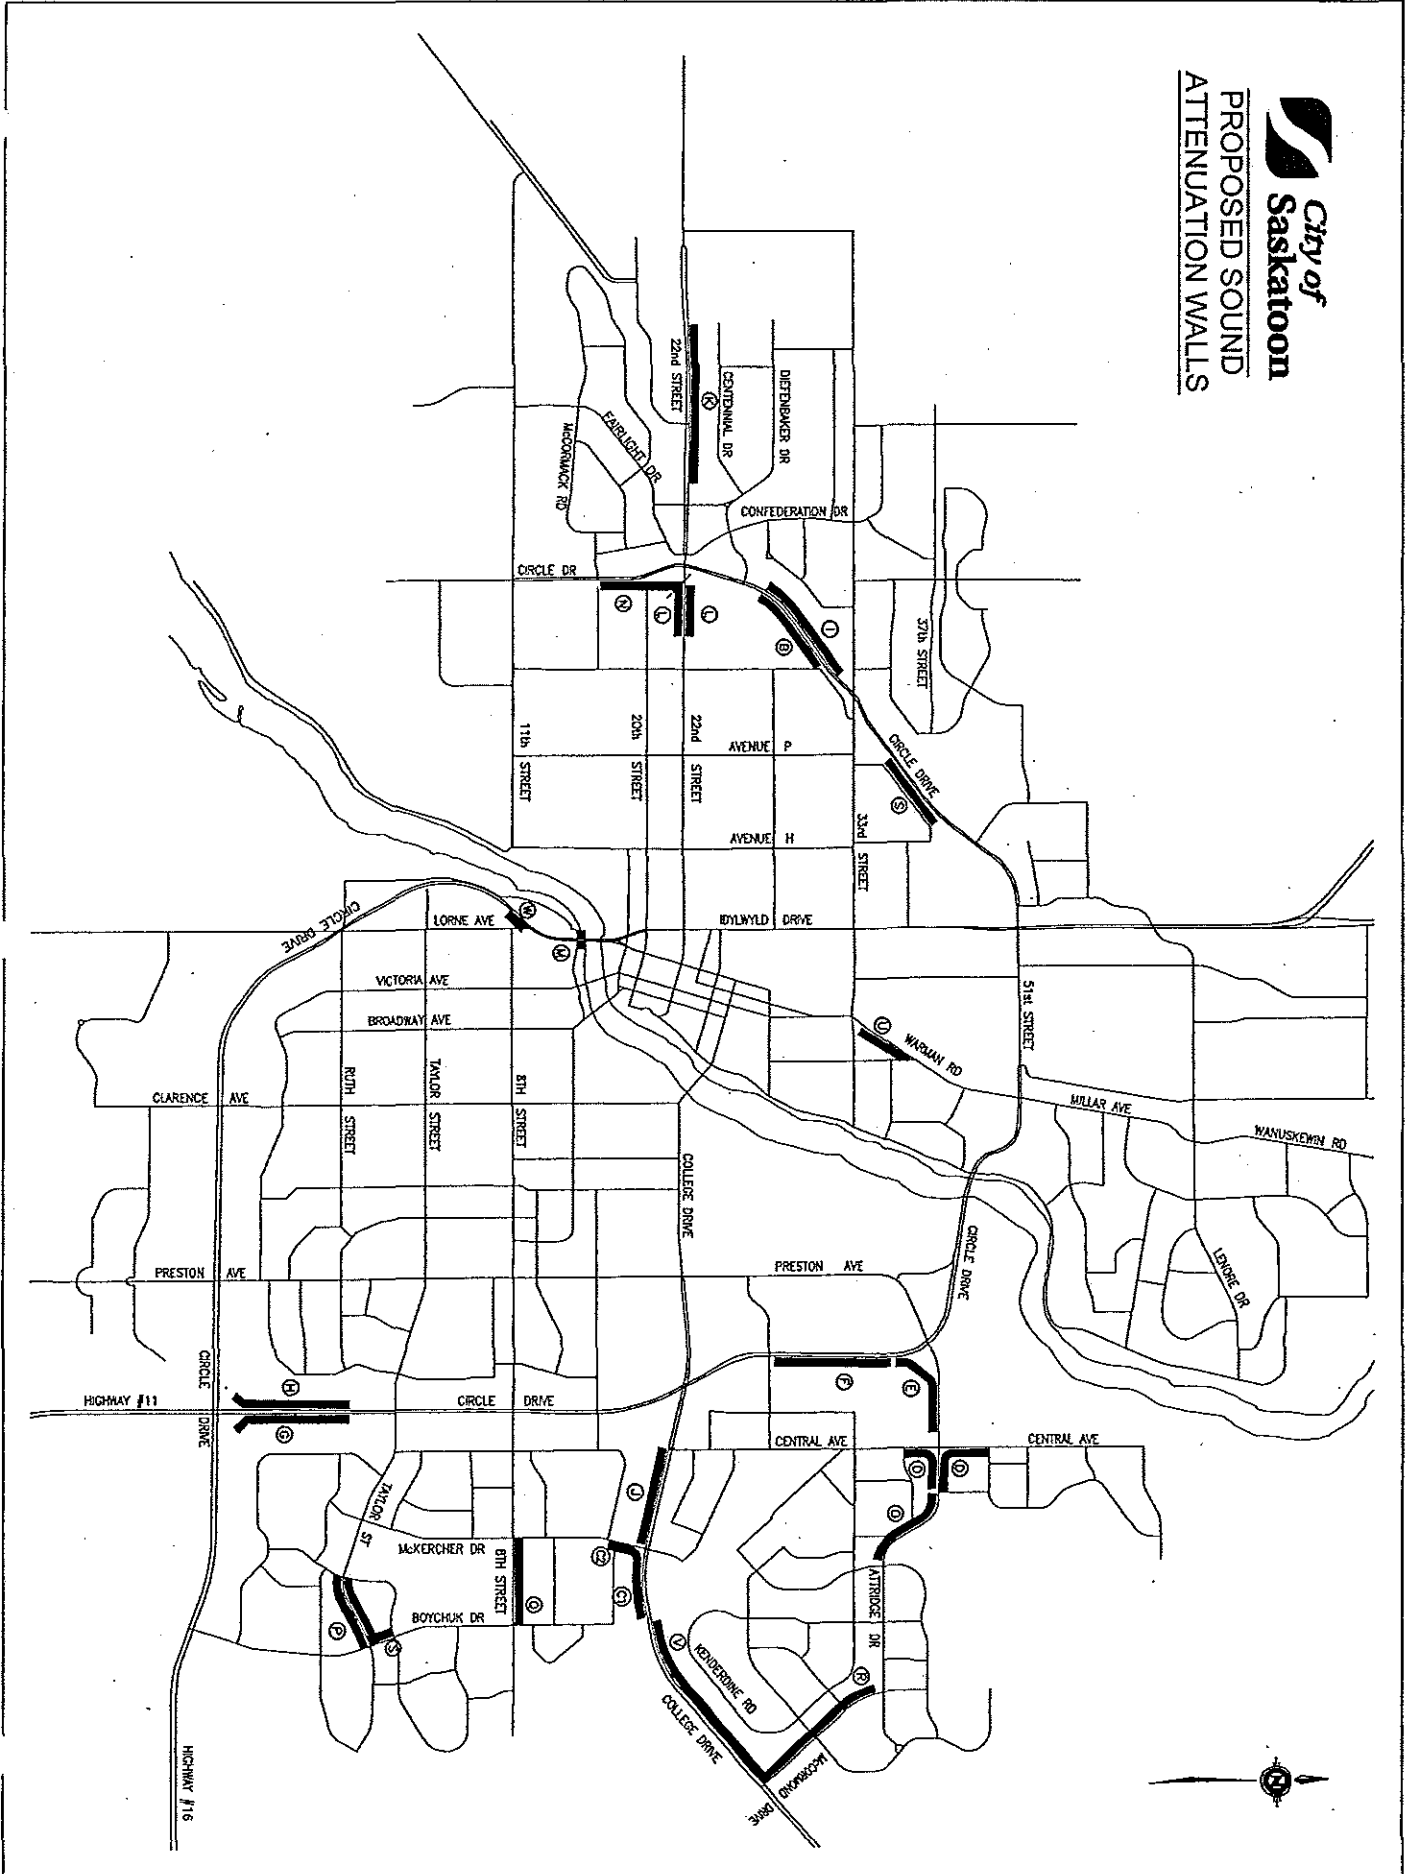 City of
Saskatoon
PROPOSED SOUND
ATTENUATION WALLS
22nd STREET
K
CENTENNIAL DR
DIEFENBAKER DR
FAIRLIGHT DR
McCORMACK RD
CONFEDERATION DR
CIRCLE DR
N
L
L
I
B
37th STREET
CIRCLE DRIVE
S
11th STREET
20th STREET
22nd STREET
AVENUE P
AVENUE H
33rd STREET
IDYLWYLD DRIVE
CIRCLE DRIVE
LORNE AVE
W
M
VICTORIA AVE
BROADWAY AVE
51st STREET
U
WARMAN RD
MILLAR AVE
WANUSKEWIN RD
CLARENCE AVE
RUTH STREET
TAYLOR STREET
8TH STREET
COLLEGE DRIVE
CIRCLE DRIVE
LENORE DR
PRESTON AVE
PRESTON AVE
CIRCLE DRIVE
HIGHWAY #11
H
G
CIRCLE DRIVE
F
E
CENTRAL AVE
CENTRAL AVE
O
D
O
J
TAYLOR ST
McKERCHER DR
8TH STREET
Q
C2
C1
BOYCHUK DR
P
S
ATTRIDGE DR
V
KENDERDINE RD
R
COLLEGE DRIVE
McCORMOND DRIVE
HIGHWAY #16
N